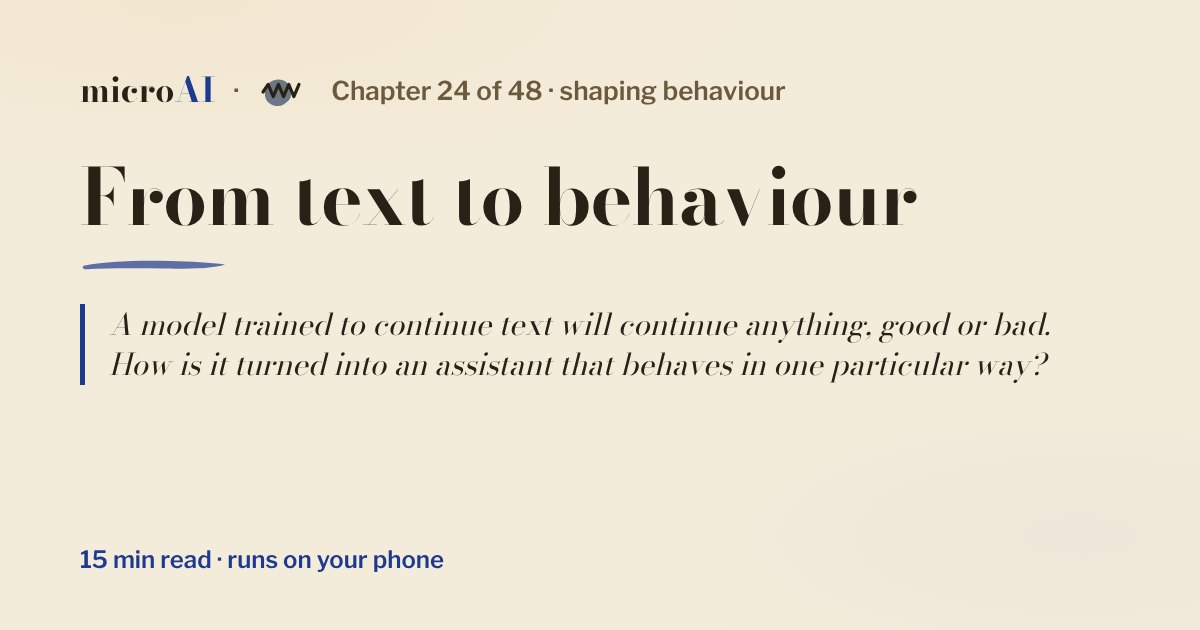 microAI · Chapter 24 of 48 · shaping behaviour
From text to behaviour
A model trained to continue text will continue anything, good or bad.
How is it turned into an assistant that behaves in one particular way?
15 min read · runs on your phone